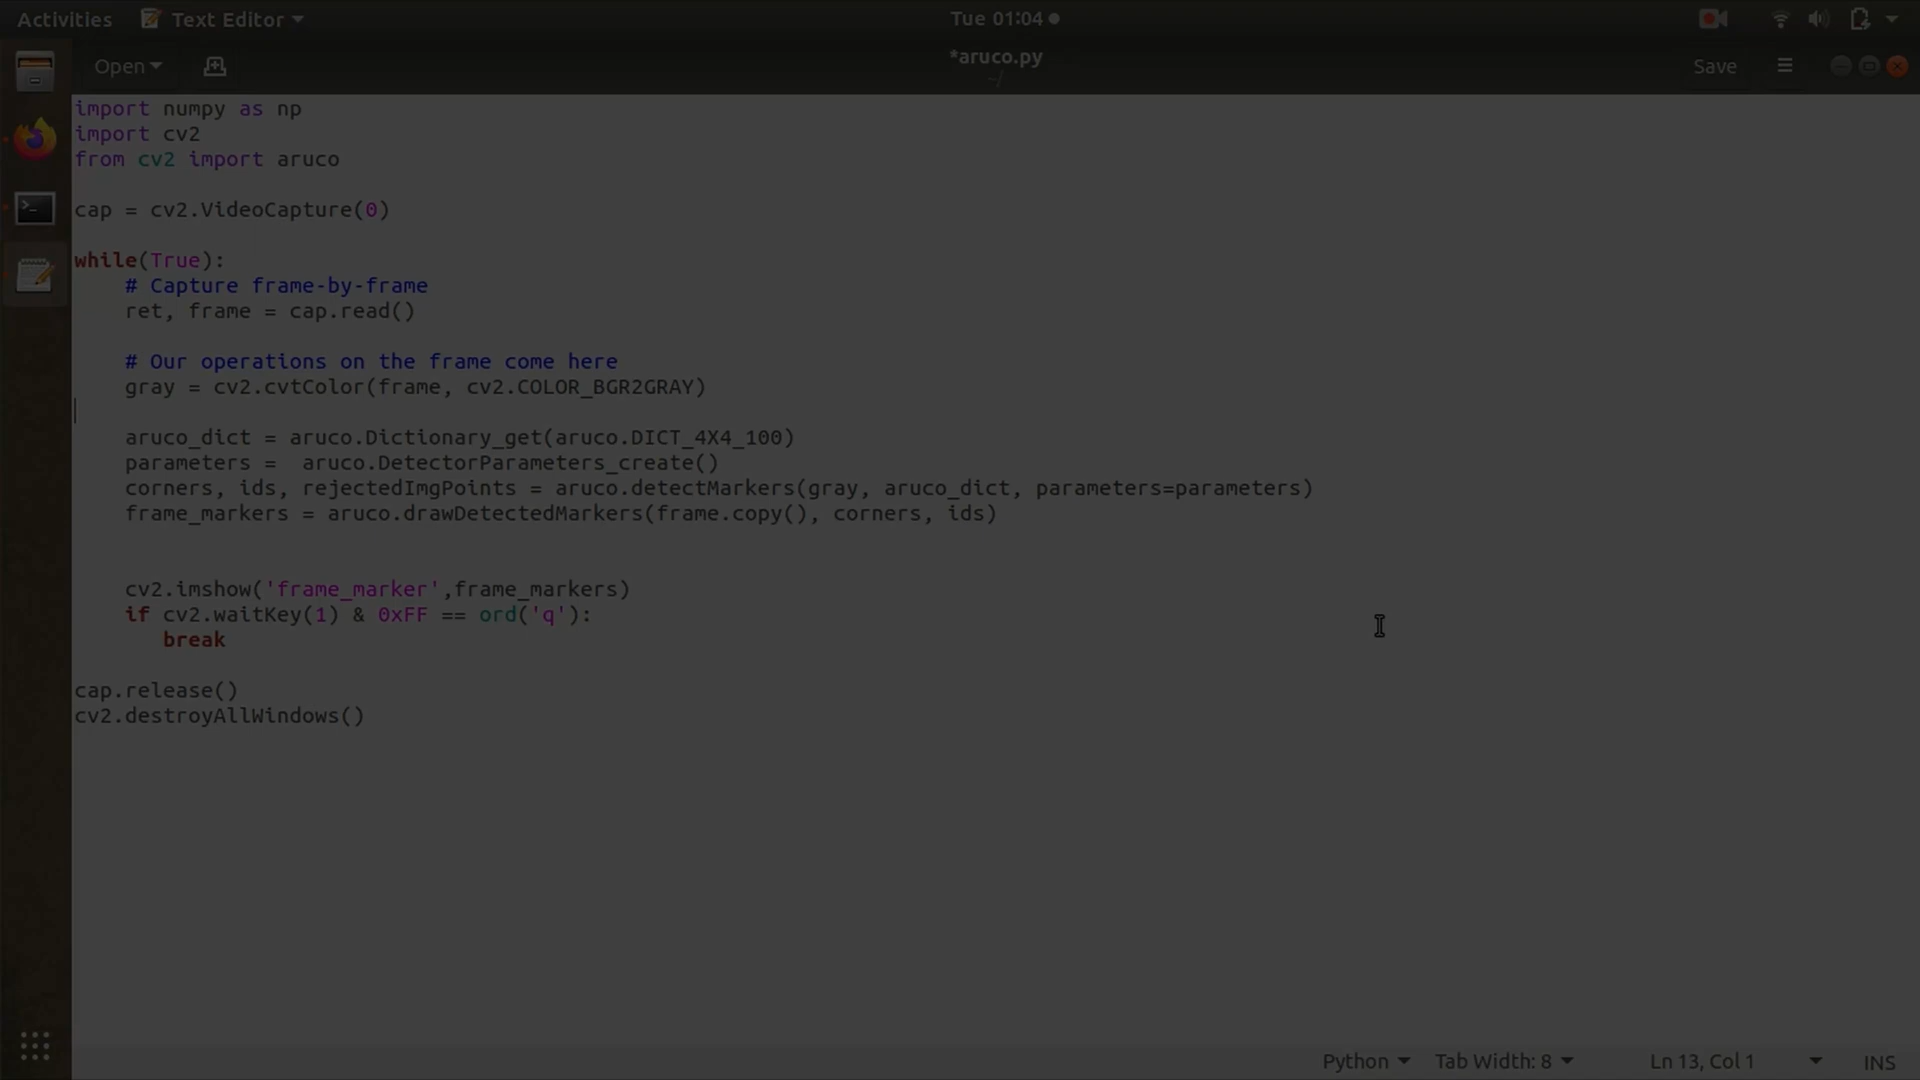 Activities Text Editor Tue 01:04
Open *aruco.py Save
~/
import numpy as np
import cv2
from cv2 import aruco
cap = cv2.VideoCapture(0)
while(True):
    # Capture frame-by-frame
    ret, frame = cap.read()
    # Our operations on the frame come here
    gray = cv2.cvtColor(frame, cv2.COLOR_BGR2GRAY)
    aruco_dict = aruco.Dictionary_get(aruco.DICT_4X4_100)
    parameters =  aruco.DetectorParameters_create()
    corners, ids, rejectedImgPoints = aruco.detectMarkers(gray, aruco_dict, parameters=parameters)
    frame_markers = aruco.drawDetectedMarkers(frame.copy(), corners, ids)
    cv2.imshow('frame_marker',frame_markers)
    if cv2.waitKey(1) & 0xFF == ord('q'):
       break
cap.release()
cv2.destroyAllWindows()
Python Tab Width: 8 Ln 13, Col 1 INS